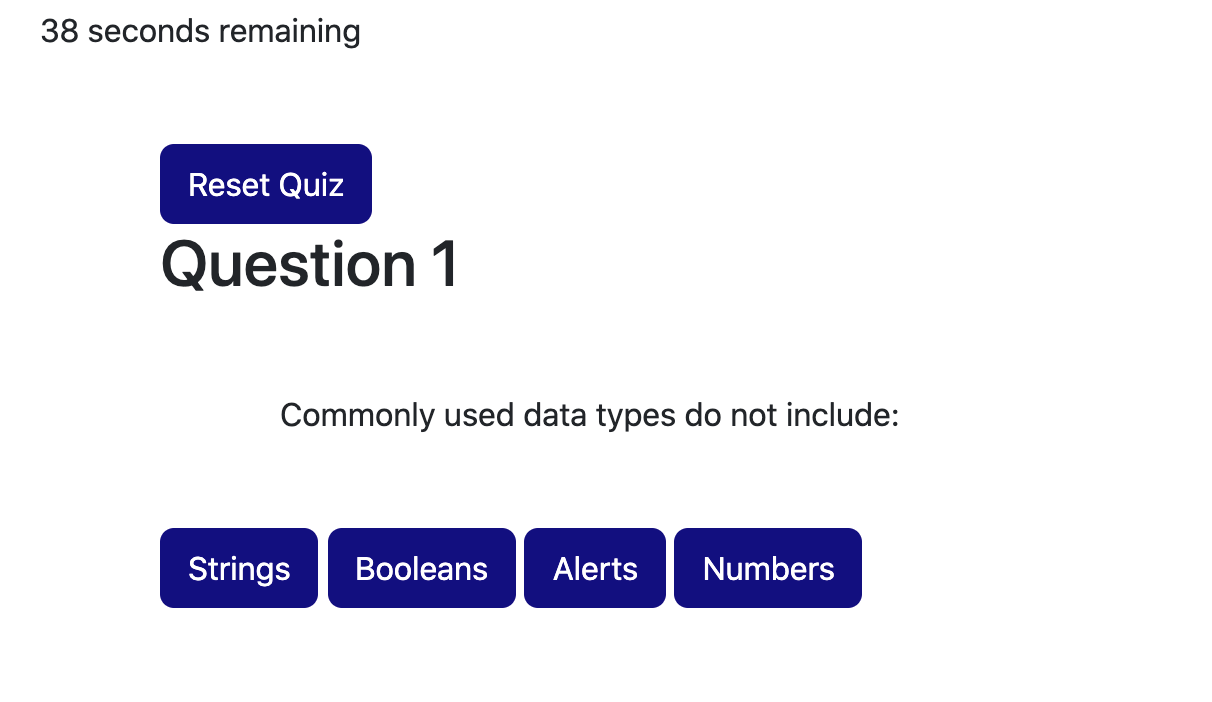 38 seconds remaining
Reset Quiz
Question 1
Commonly used data types do not include:
Strings Booleans Alerts Numbers